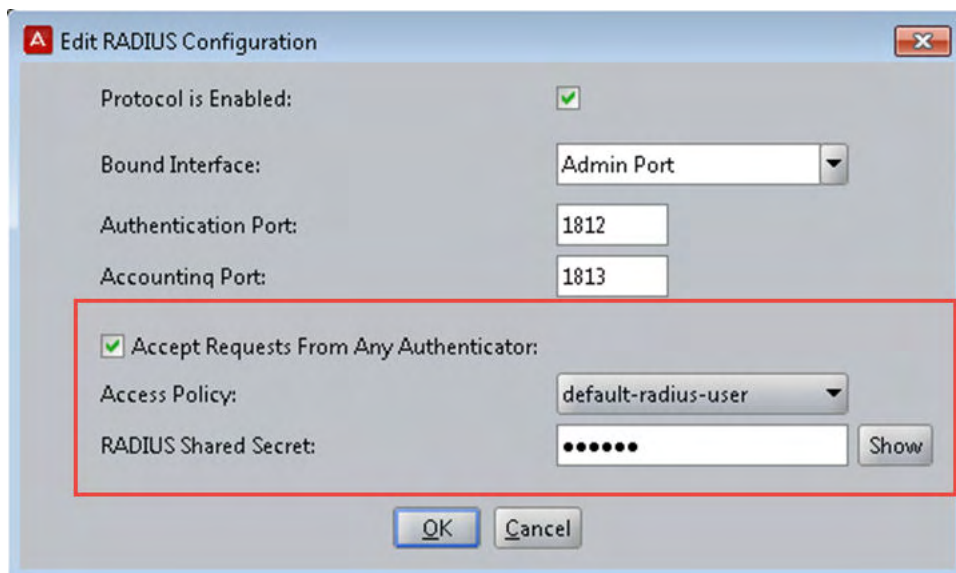 Edit RADIUS Configuration
Protocol is Enabled:
Bound Interface: Admin Port
Authentication Port: 1812
Accounting Port: 1813
Accept Requests From Any Authenticator:
Access Policy: default-radius-user
RADIUS Shared Secret: •••••• Show
OK Cancel